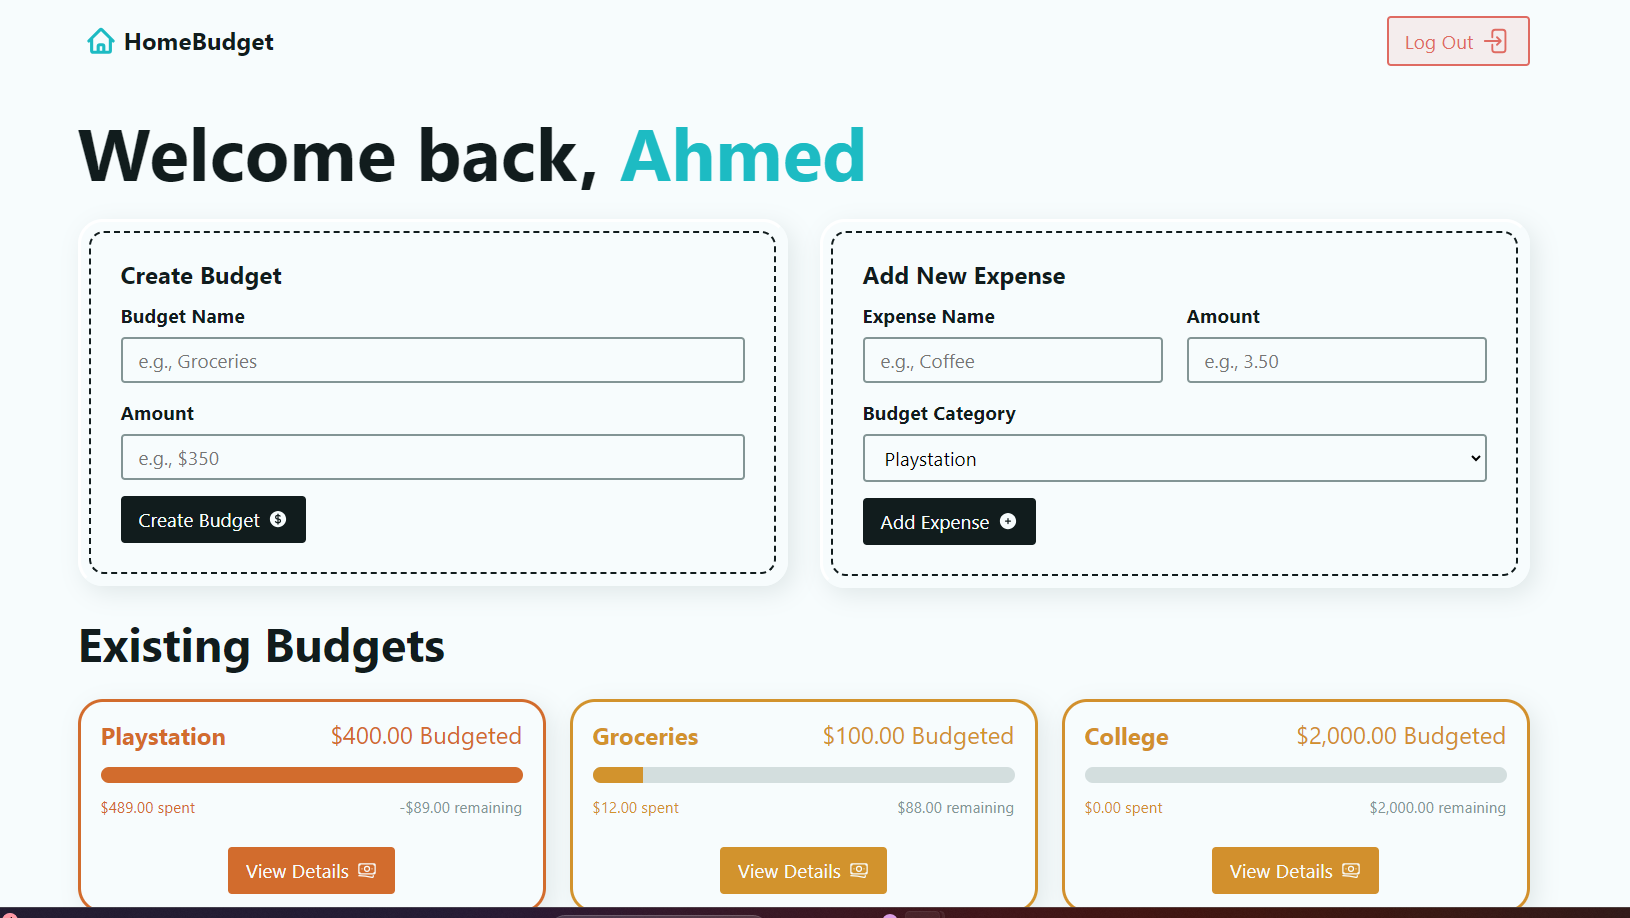 HomeBudget
Log Out
Welcome back, Ahmed
Create Budget
Budget Name
e.g., Groceries
Amount
e.g., $350
Create Budget
Add New Expense
Expense Name
Amount
e.g., Coffee
e.g., 3.50
Budget Category
Playstation
Add Expense
Existing Budgets
Playstation
$400.00 Budgeted
$489.00 spent
-$89.00 remaining
View Details
Groceries
$100.00 Budgeted
$12.00 spent
$88.00 remaining
View Details
College
$2,000.00 Budgeted
$0.00 spent
$2,000.00 remaining
View Details